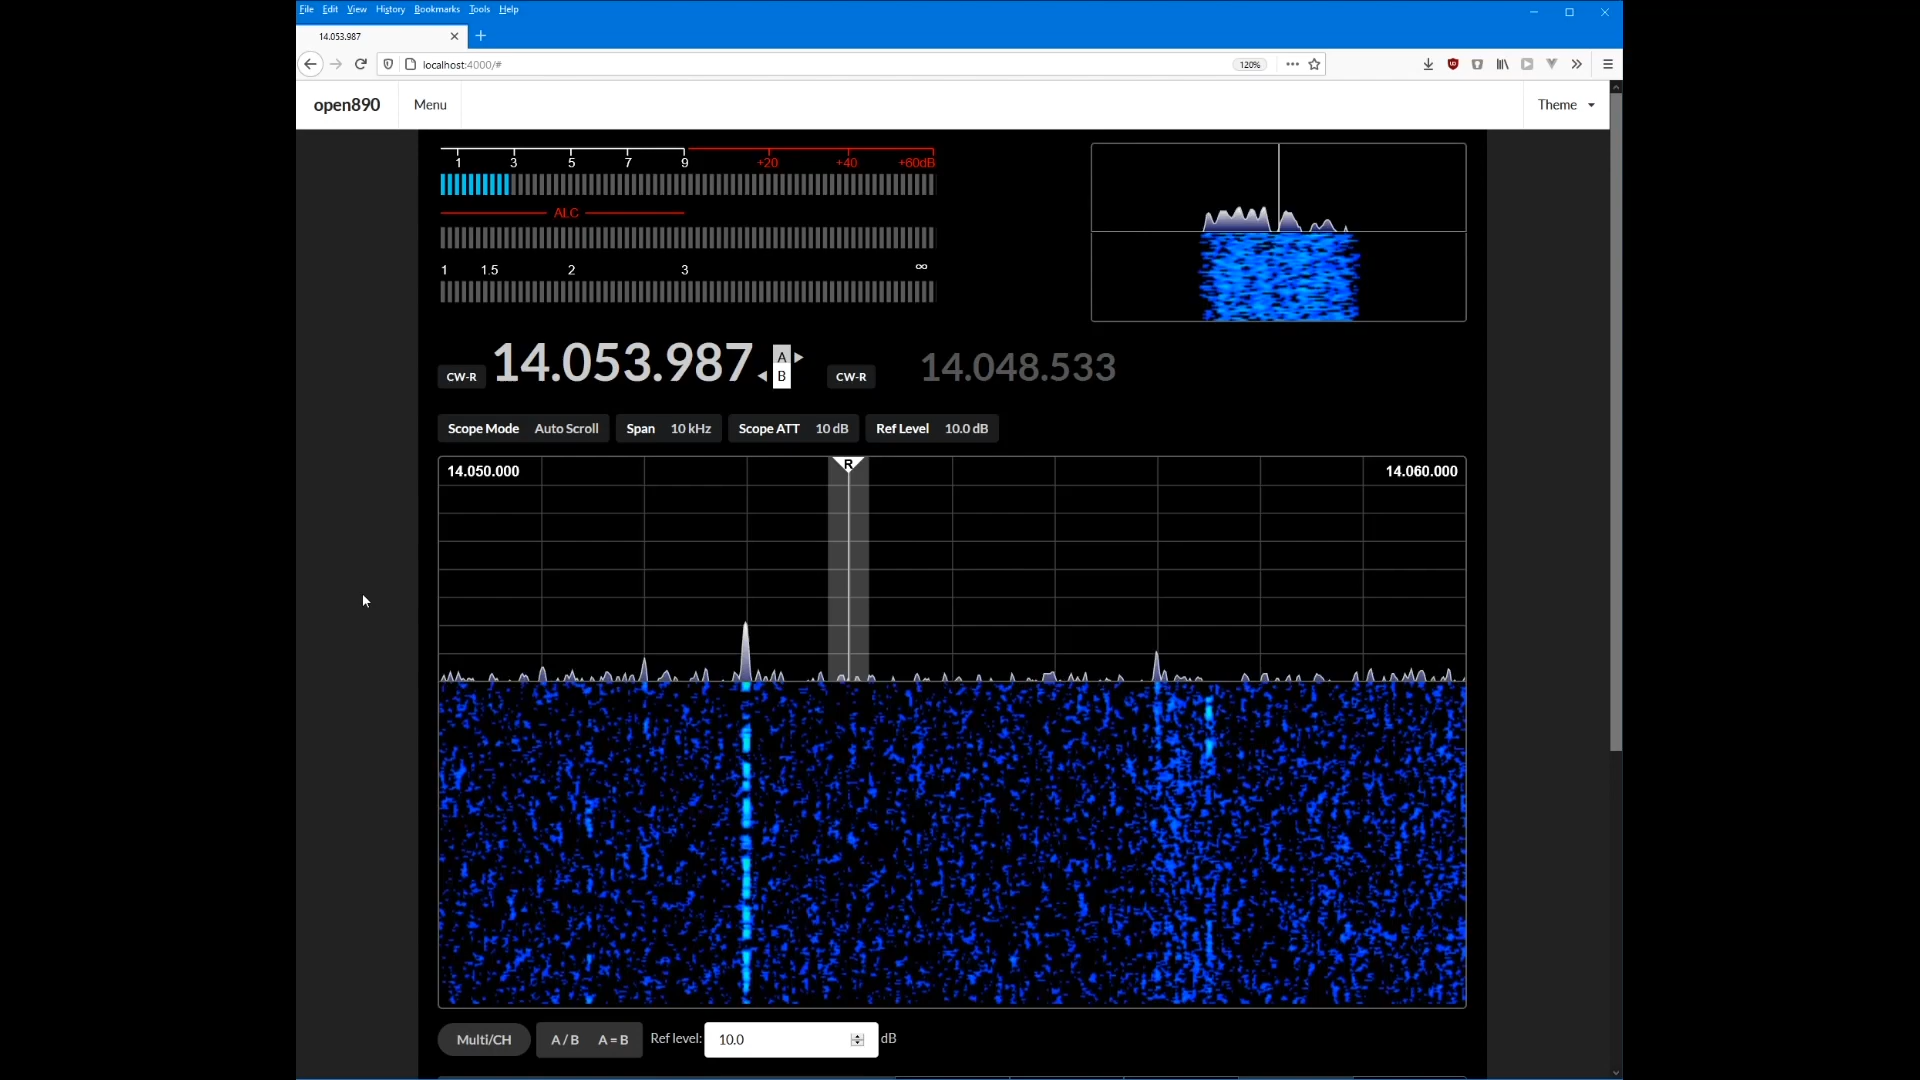 File Edit View History Bookmarks Tools Help
14.053.987
localhost:4000/#
120%
open890 Menu Theme
1 3 5 7 9 +20 +40 +60dB
ALC
1 1.5 2 3 ∞
CW-R 14.053.987 A B CW-R 14.048.533
Scope Mode Auto Scroll Span 10 kHz Scope ATT 10 dB Ref Level 10.0 dB
14.050.000 R 14.060.000
Multi/CH A / B A = B Ref level: 10.0 dB